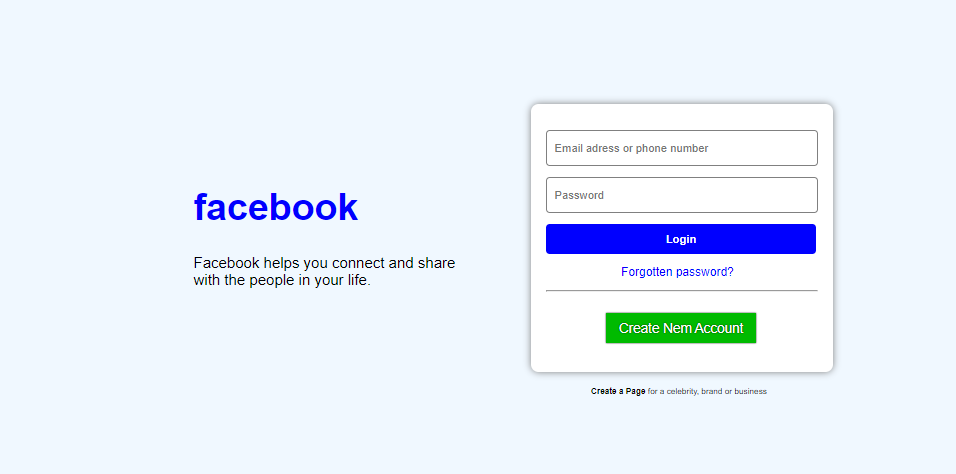 facebook
Facebook helps you connect and share
with the people in your life.
Email adress or phone number
Password
Login
Forgotten password?
Create Nem Account
Create a Page for a celebrity, brand or business